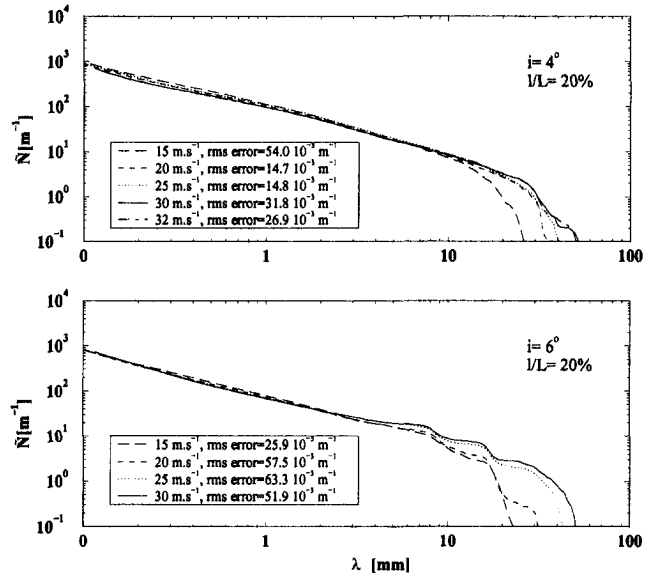 10⁴
10³
10²
10¹
10⁰
10⁻¹
Ñ [m⁻¹]
i= 4°
l/L= 20%
15 m.s⁻¹, rms error=54.0 10⁻³ m⁻¹
20 m.s⁻¹, rms error=14.7 10⁻³ m⁻¹
25 m.s⁻¹, rms error=14.8 10⁻³ m⁻¹
30 m.s⁻¹, rms error=31.8 10⁻³ m⁻¹
32 m.s⁻¹, rms error=26.9 10⁻³ m⁻¹
0 1 10 100
10⁴
10³
10²
10¹
10⁰
10⁻¹
Ñ [m⁻¹]
i= 6°
l/L= 20%
15 m.s⁻¹, rms error=25.9 10⁻³ m⁻¹
20 m.s⁻¹, rms error=57.5 10⁻³ m⁻¹
25 m.s⁻¹, rms error=63.3 10⁻³ m⁻¹
30 m.s⁻¹, rms error=51.9 10⁻³ m⁻¹
0 1 10 100
λ [mm]